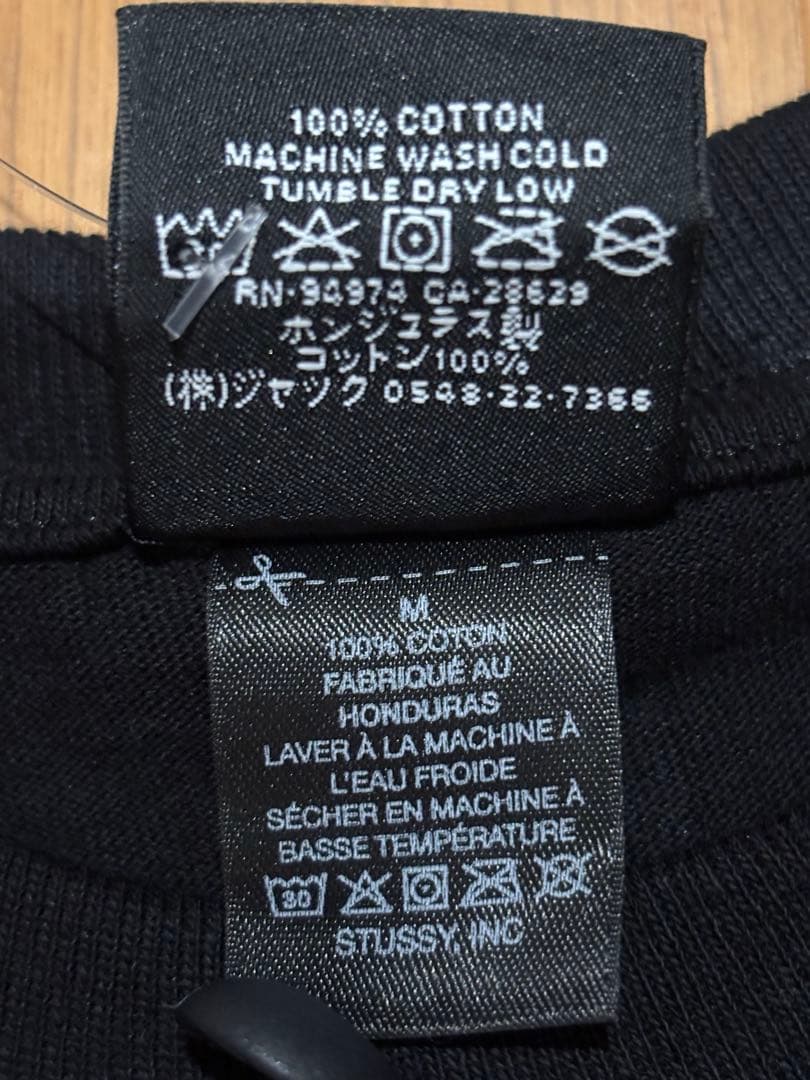 100% COTTON
MACHINE WASH COLD
TUMBLE DRY LOW
RN-94974 CA-28629
ホンジュラス製
コットン100%
(株)ジャック 0548-22-7366
M
100% COTON
FABRIQUÉ AU
HONDURAS
LAVER À LA MACHINE À
L'EAU FROIDE
SÉCHER EN MACHINE À
BASSE TEMPÉRATURE
30
STUSSY, INC